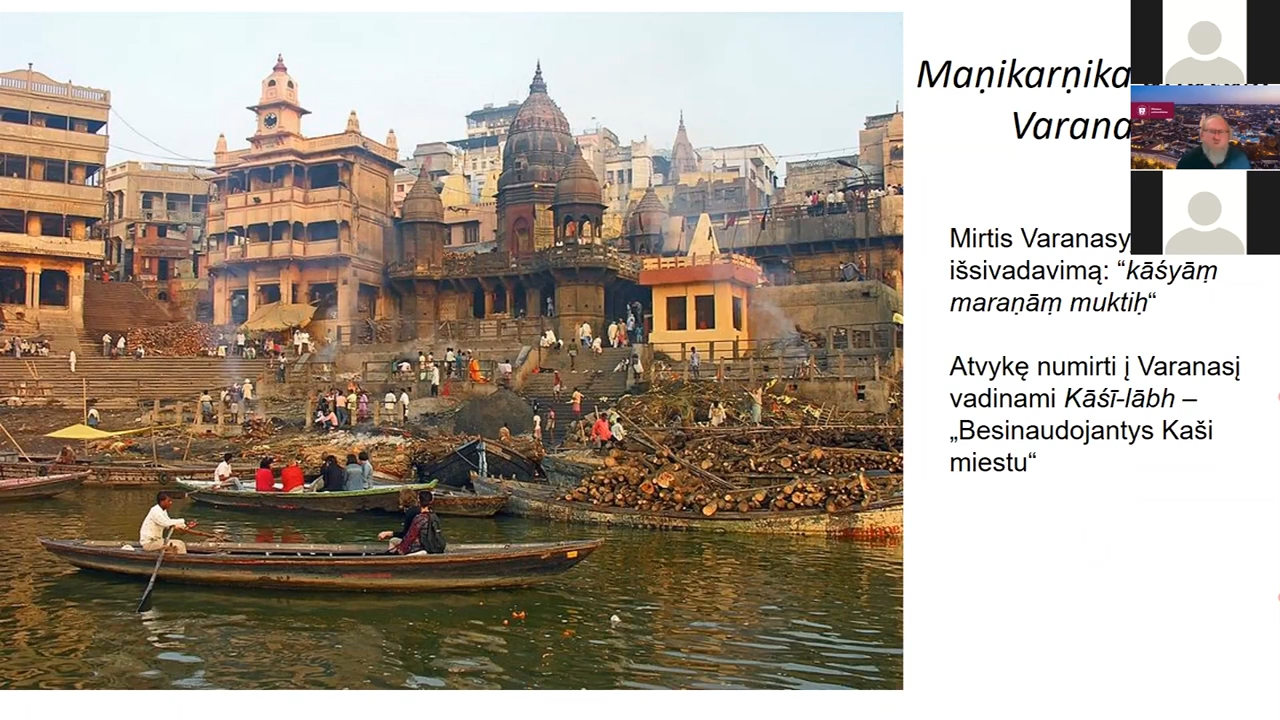 Maṇikarṇika
Varana
Mirtis Varanasy
išsivadavimą: “kāśyāṃ
maraṇāṃ muktiḥ“
Atvykę numirti į Varanasį
vadinami Kāśī-lābh –
„Besinaudojantys Kaši
miestu“